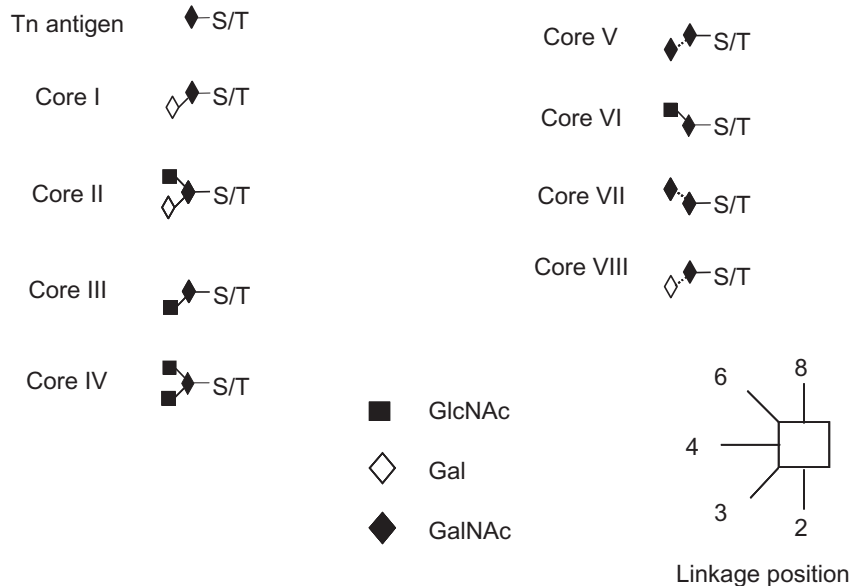 Tn antigen S/T
Core I S/T
Core II S/T
Core III S/T
Core IV S/T
Core V S/T
Core VI S/T
Core VII S/T
Core VIII S/T
GlcNAc
Gal
GalNAc
6 8
4
3 2
Linkage position